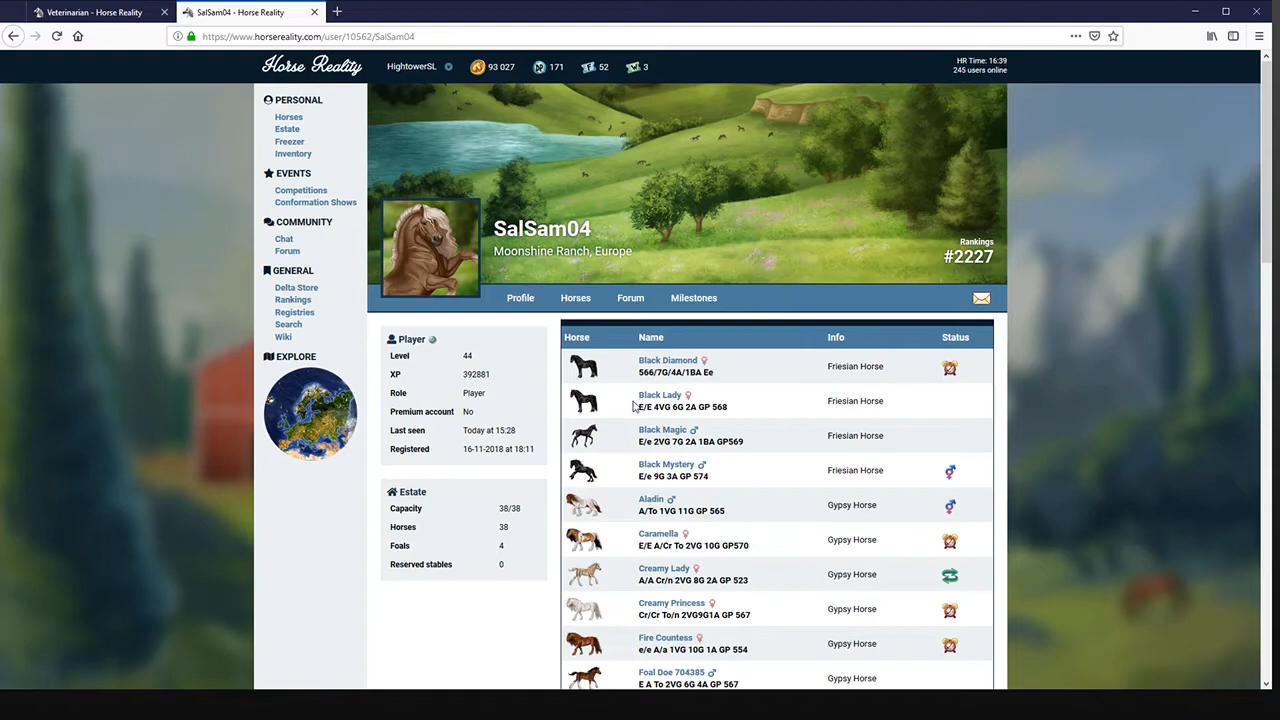 Veterinarian - Horse Reality
SalSam04 - Horse Reality
https://www.horsereality.com/user/10562/SalSam04
Horse Reality
HightowerSL
93 027
171
52
3
HR Time: 16:39
245 users online
PERSONAL
Horses
Estate
Freezer
Inventory
EVENTS
Competitions
Conformation Shows
COMMUNITY
Chat
Forum
GENERAL
Delta Store
Rankings
Registries
Search
Wiki
EXPLORE
SalSam04
Moonshine Ranch, Europe
Rankings
#2227
Profile Horses Forum Milestones
Player
Level 44
XP 392881
Role Player
Premium account No
Last seen Today at 15:28
Registered 16-11-2018 at 18:11
Estate
Capacity 38/38
Horses 38
Foals 4
Reserved stables 0
Horse Name Info Status
Black Diamond
566/7G/4A/1BA Ee
Friesian Horse
Black Lady
E/E 4VG 6G 2A GP 568
Friesian Horse
Black Magic
E/e 2VG 7G 2A 1BA GP569
Friesian Horse
Black Mystery
E/e 9G 3A GP 574
Friesian Horse
Aladin
A/To 1VG 11G GP 565
Gypsy Horse
Caramella
E/E A/Cr To 2VG 10G GP570
Gypsy Horse
Creamy Lady
A/A Cr/n 2VG 8G 2A GP 523
Gypsy Horse
Creamy Princess
Cr/Cr To/n 2VG9G1A GP 567
Gypsy Horse
Fire Countess
e/e A/a 1VG 10G 1A GP 554
Gypsy Horse
Foal Doe 704385
E A To 2VG 6G 4A GP 567
Gypsy Horse